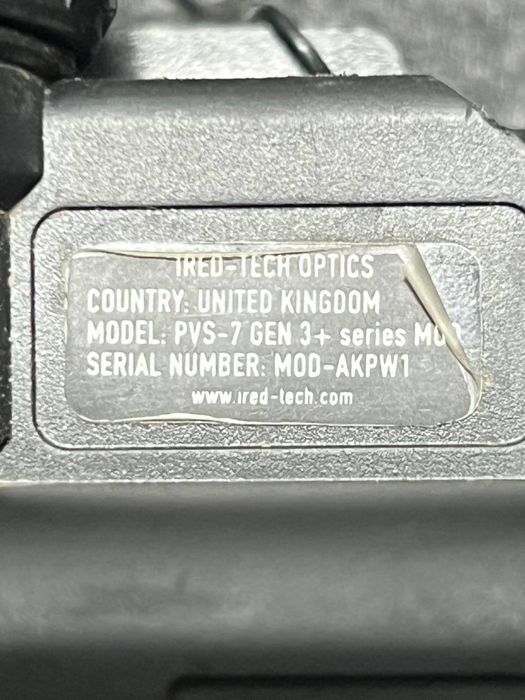 IRED-TECH OPTICS
COUNTRY: UNITED KINGDOM
MODEL: PVS-7 GEN 3+ series MOD
SERIAL NUMBER: MOD-AKPW1
www.ired-tech.com